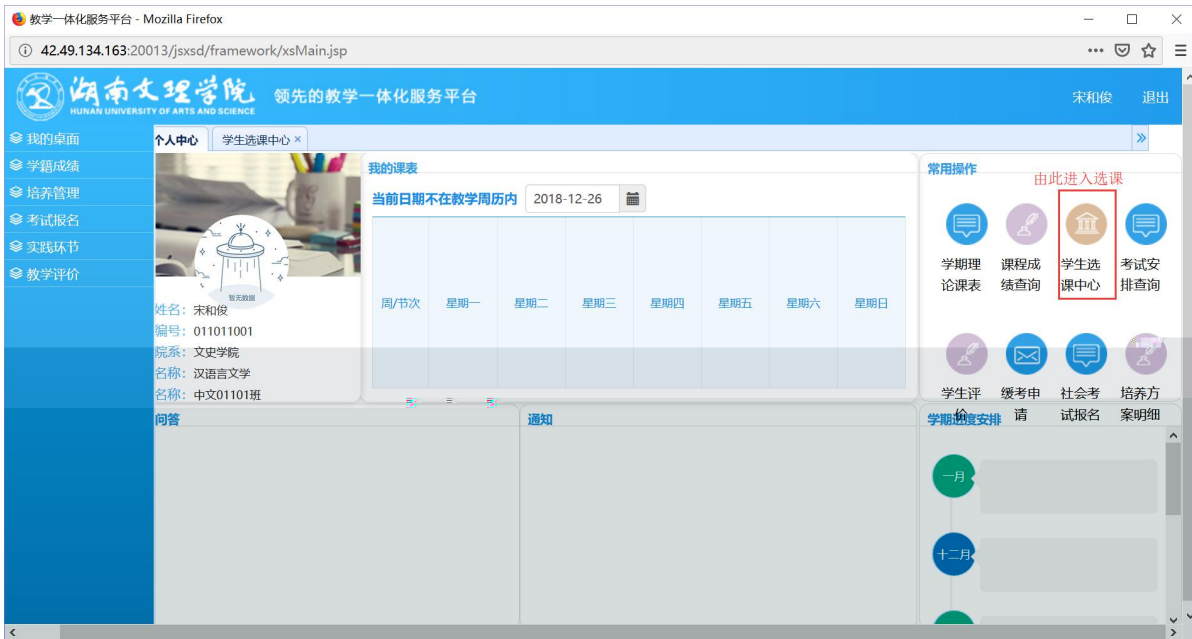 教学一体化服务平台 - Mozilla Firefox
42.49.134.163:20013/jsxsd/framework/xsMain.jsp
湖南文理学院
HUNAN UNIVERSITY OF ARTS AND SCIENCE
领先的教学一体化服务平台
宋和俊 退出
我的桌面
学籍成绩
培养管理
考试报名
实践环节
教学评价
个人中心 学生选课中心 ×
暂无数据
姓名：宋和俊
编号：011011001
院系：文史学院
名称：汉语言文学
名称：中文01101班
我的课表
当前日期不在教学周历内 2018-12-26
周/节次 星期一 星期二 星期三 星期四 星期五 星期六 星期日
常用操作
由此进入选课
学期理论课表
课程成绩查询
学生选课中心
考试安排查询
学生评价
缓考申请
社会考试报名
培养方案明细
问答
通知
学期进度安排
一月
十二月